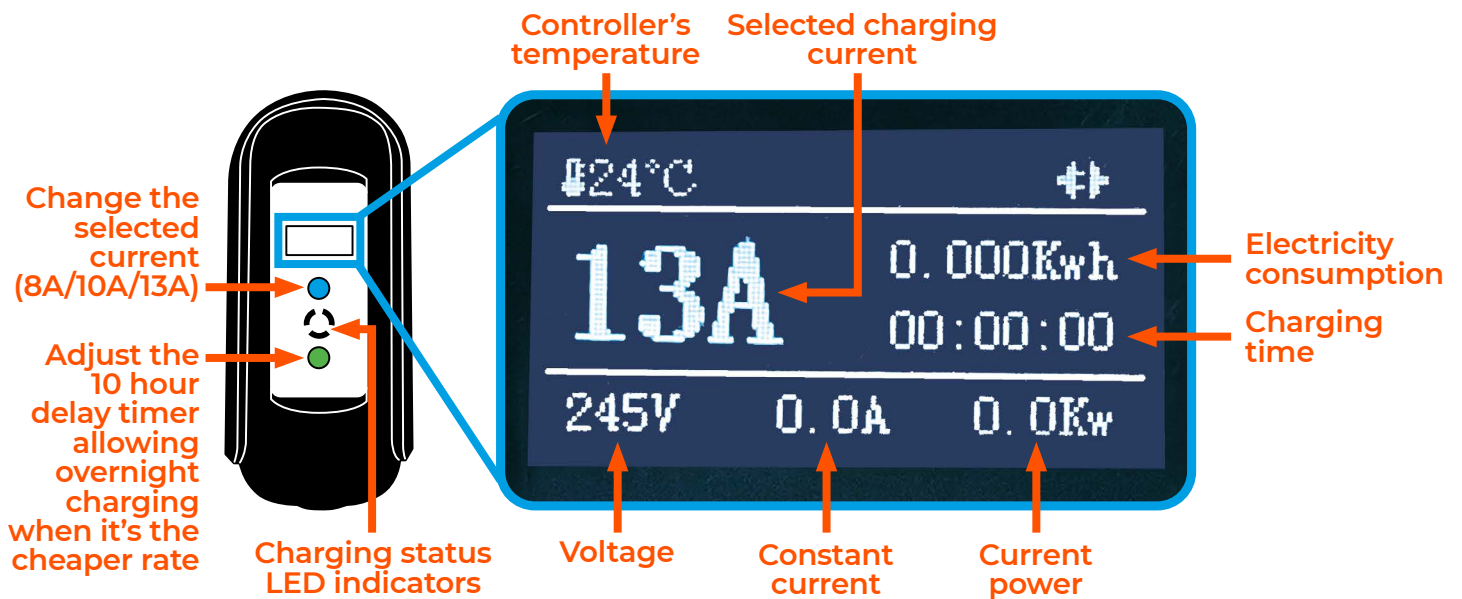 Controller's
temperature
Selected charging
current
Change the
selected
current
(8A/10A/13A)
Adjust the
10 hour
delay timer
allowing
overnight
charging
when it's the
cheaper rate
Charging status
LED indicators
24°C
13A
0.000Kwh
00:00:00
245V
0.0A
0.0Kw
Electricity
consumption
Charging
time
Voltage
Constant
current
Current
power